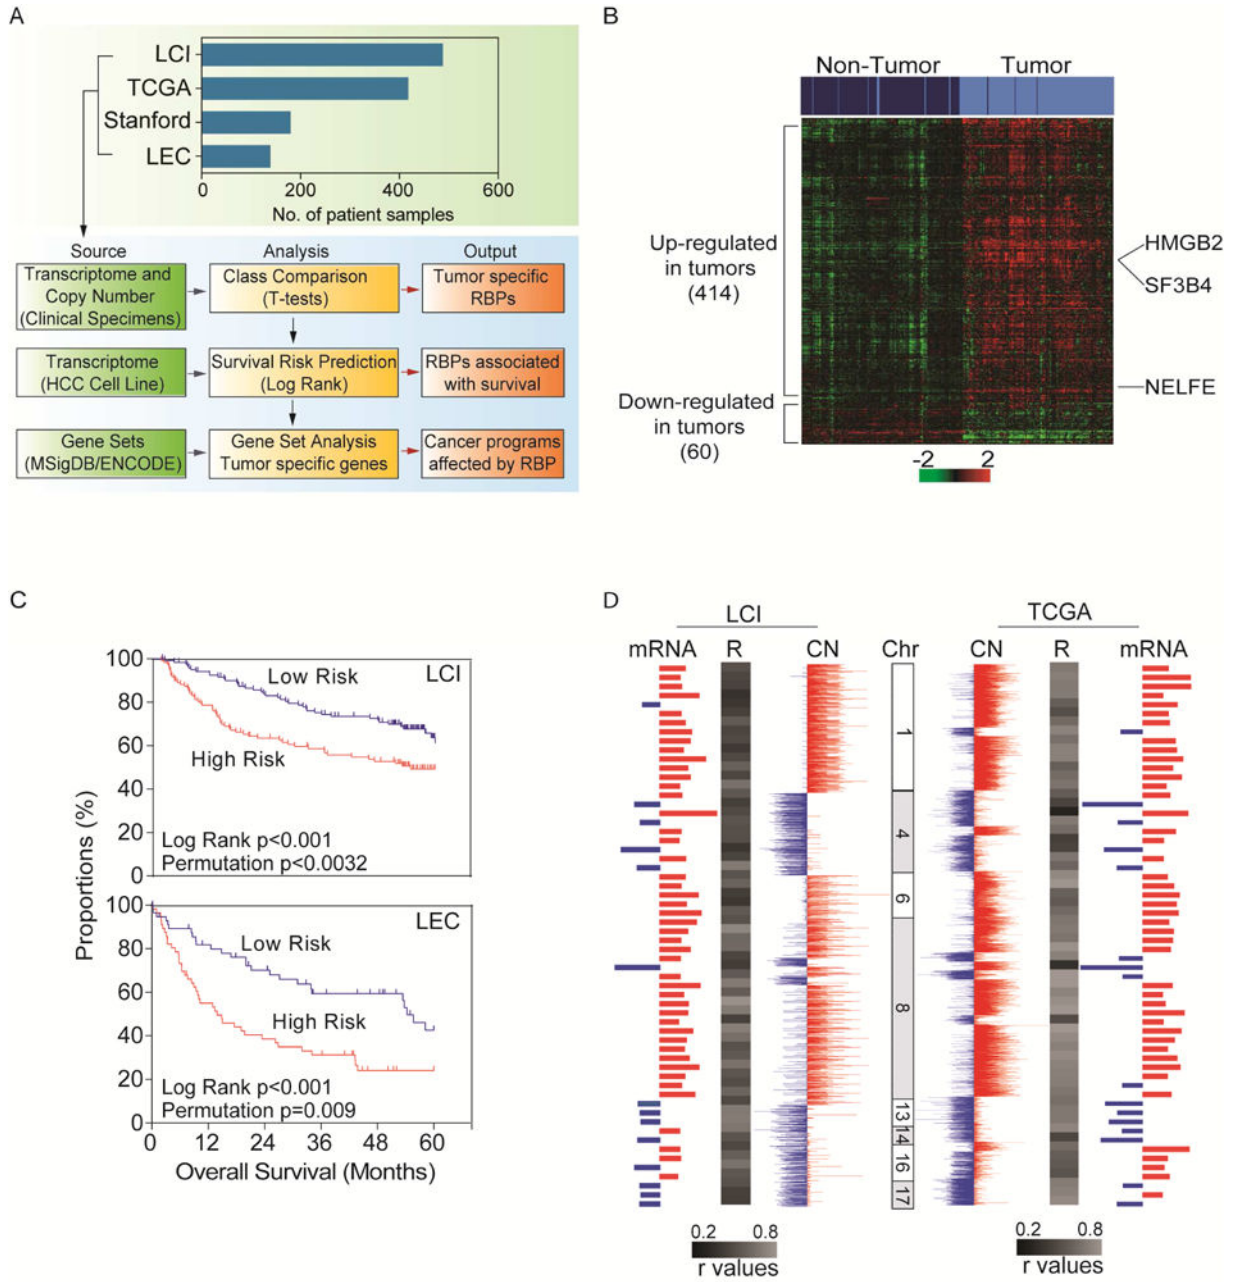 A
LCI
TCGA
Stanford
LEC
0
200
400
600
No. of patient samples
Source
Analysis
Output
Transcriptome and
Copy Number
(Clinical Specimens)
Class Comparison
(T-tests)
Tumor specific
RBPs
Transcriptome
(HCC Cell Line)
Survival Risk Prediction
(Log Rank)
RBPs associated
with survival
Gene Sets
(MSigDB/ENCODE)
Gene Set Analysis
Tumor specific genes
Cancer programs
affected by RBP
B
Non-Tumor
Tumor
Up-regulated
in tumors
(414)
Down-regulated
in tumors
(60)
HMGB2
SF3B4
NELFE
-2
2
C
Proportions (%)
100
80
60
40
20
0
LCI
Low Risk
High Risk
Log Rank p<0.001
Permutation p<0.0032
100
80
60
40
20
0
LEC
Low Risk
High Risk
Log Rank p<0.001
Permutation p=0.009
0
12
24
36
48
60
Overall Survival (Months)
D
LCI
TCGA
mRNA
R
CN
Chr
CN
R
mRNA
1
4
6
8
13
14
16
17
0.2
0.8
r values
0.2
0.8
r values